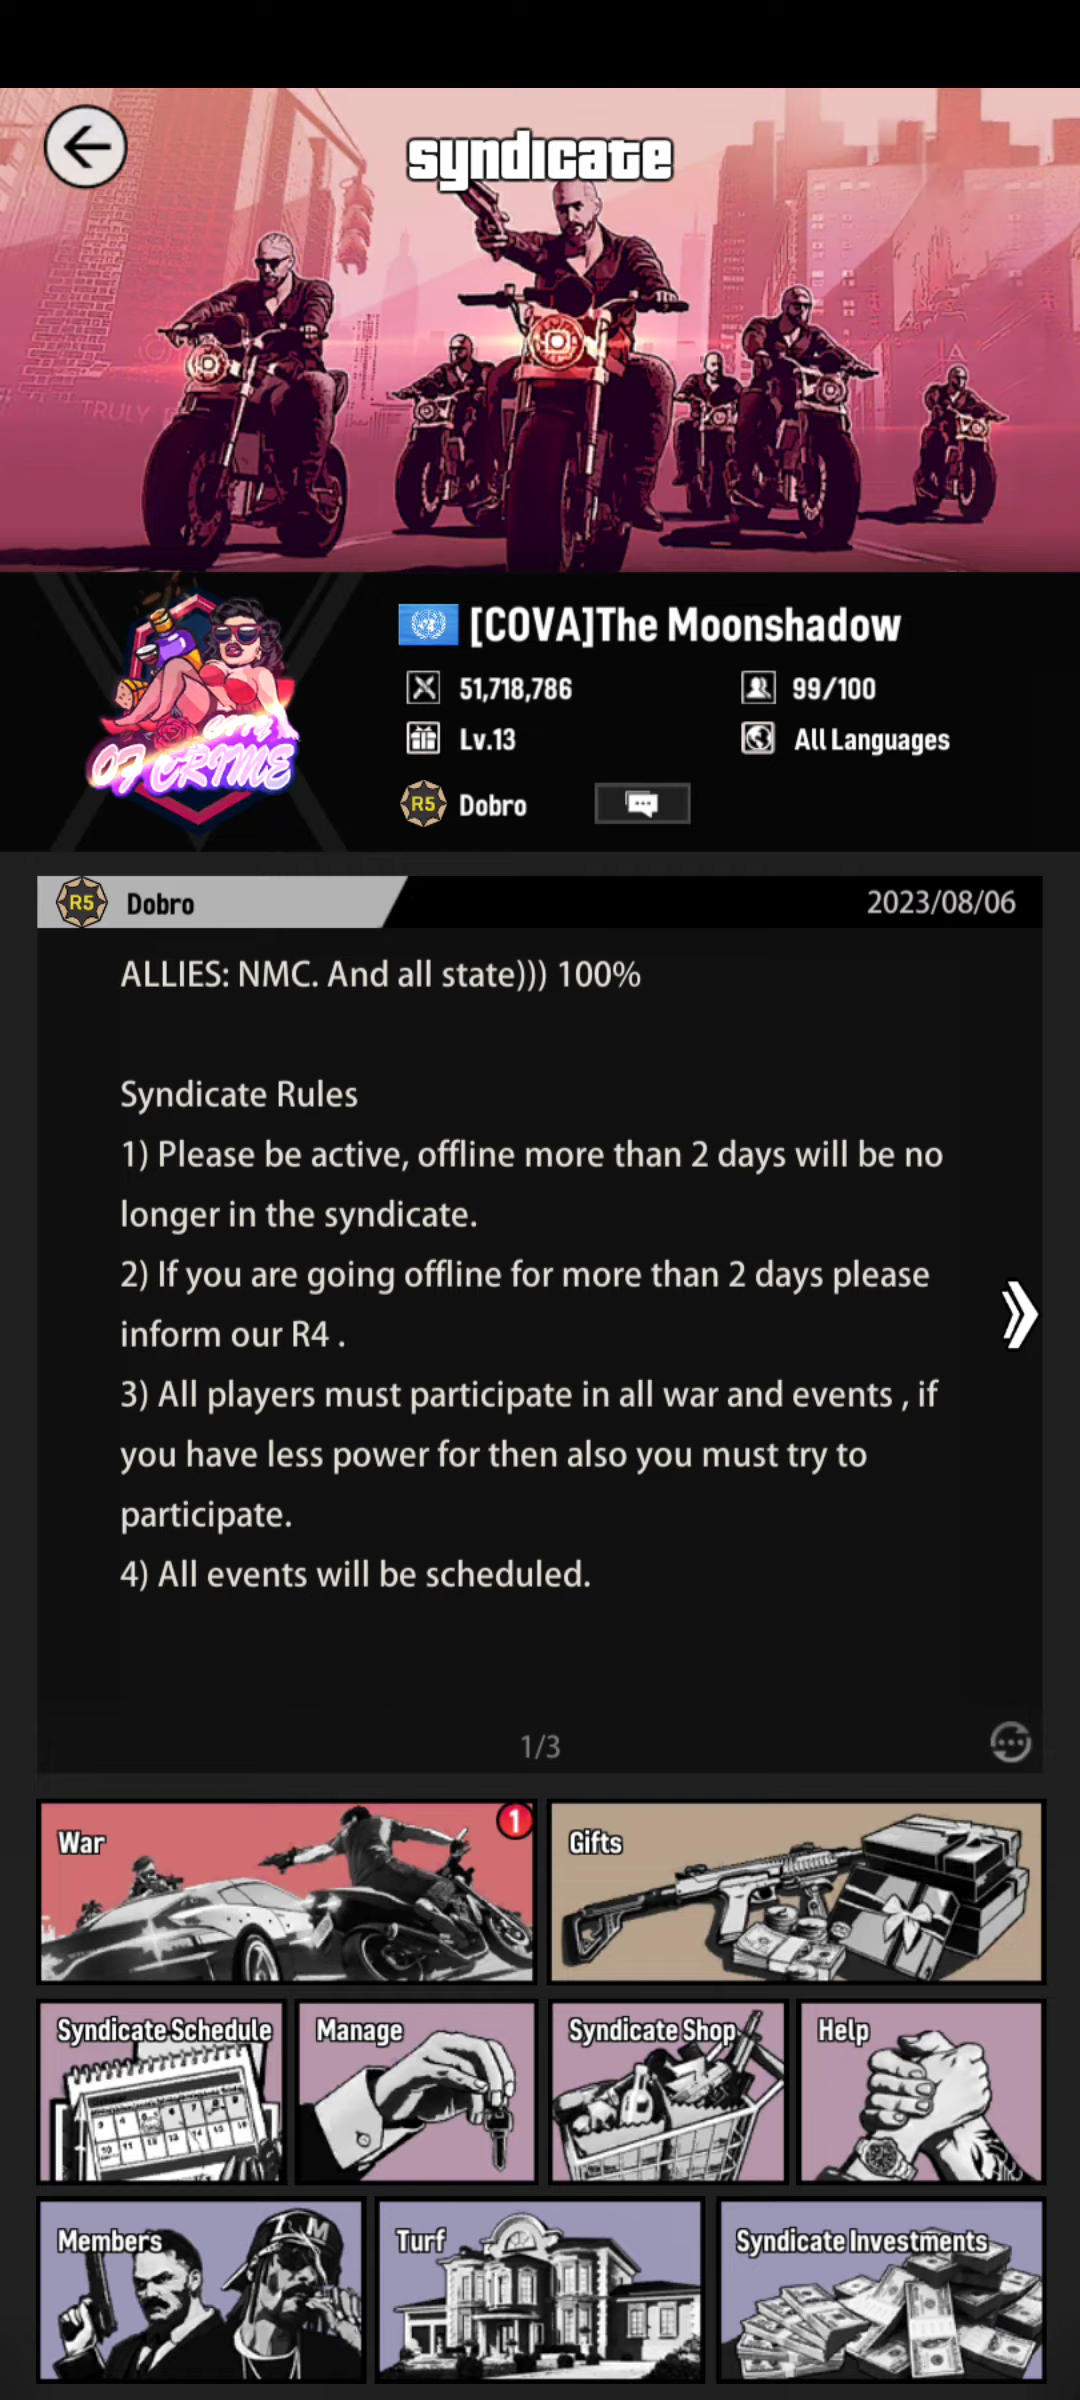 syndicate
TRULY
[COVA]The Moonshadow
51,718,786
99/100
Lv.13
All Languages
R5 Dobro
CITY
OF CRIME
R5 Dobro
2023/08/06
ALLIES: NMC. And all state))) 100%
Syndicate Rules
1) Please be active, offline more than 2 days will be no
longer in the syndicate.
2) If you are going offline for more than 2 days please
inform our R4 .
3) All players must participate in all war and events , if
you have less power for then also you must try to
participate.
4) All events will be scheduled.
1/3
War
1
Gifts
Syndicate Schedule
Manage
Syndicate Shop
Help
Members
Turf
Syndicate Investments